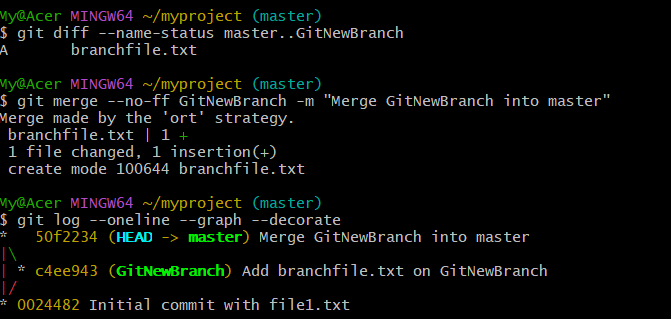 My@Acer MINGW64 ~/myproject (master)
$ git diff --name-status master..GitNewBranch
A       branchfile.txt

My@Acer MINGW64 ~/myproject (master)
$ git merge --no-ff GitNewBranch -m "Merge GitNewBranch into master"
Merge made by the 'ort' strategy.
 branchfile.txt | 1 +
 1 file changed, 1 insertion(+)
 create mode 100644 branchfile.txt

My@Acer MINGW64 ~/myproject (master)
$ git log --oneline --graph --decorate
*   50f2234 (HEAD -> master) Merge GitNewBranch into master
|\
| * c4ee943 (GitNewBranch) Add branchfile.txt on GitNewBranch
|/
* 0024482 Initial commit with file1.txt